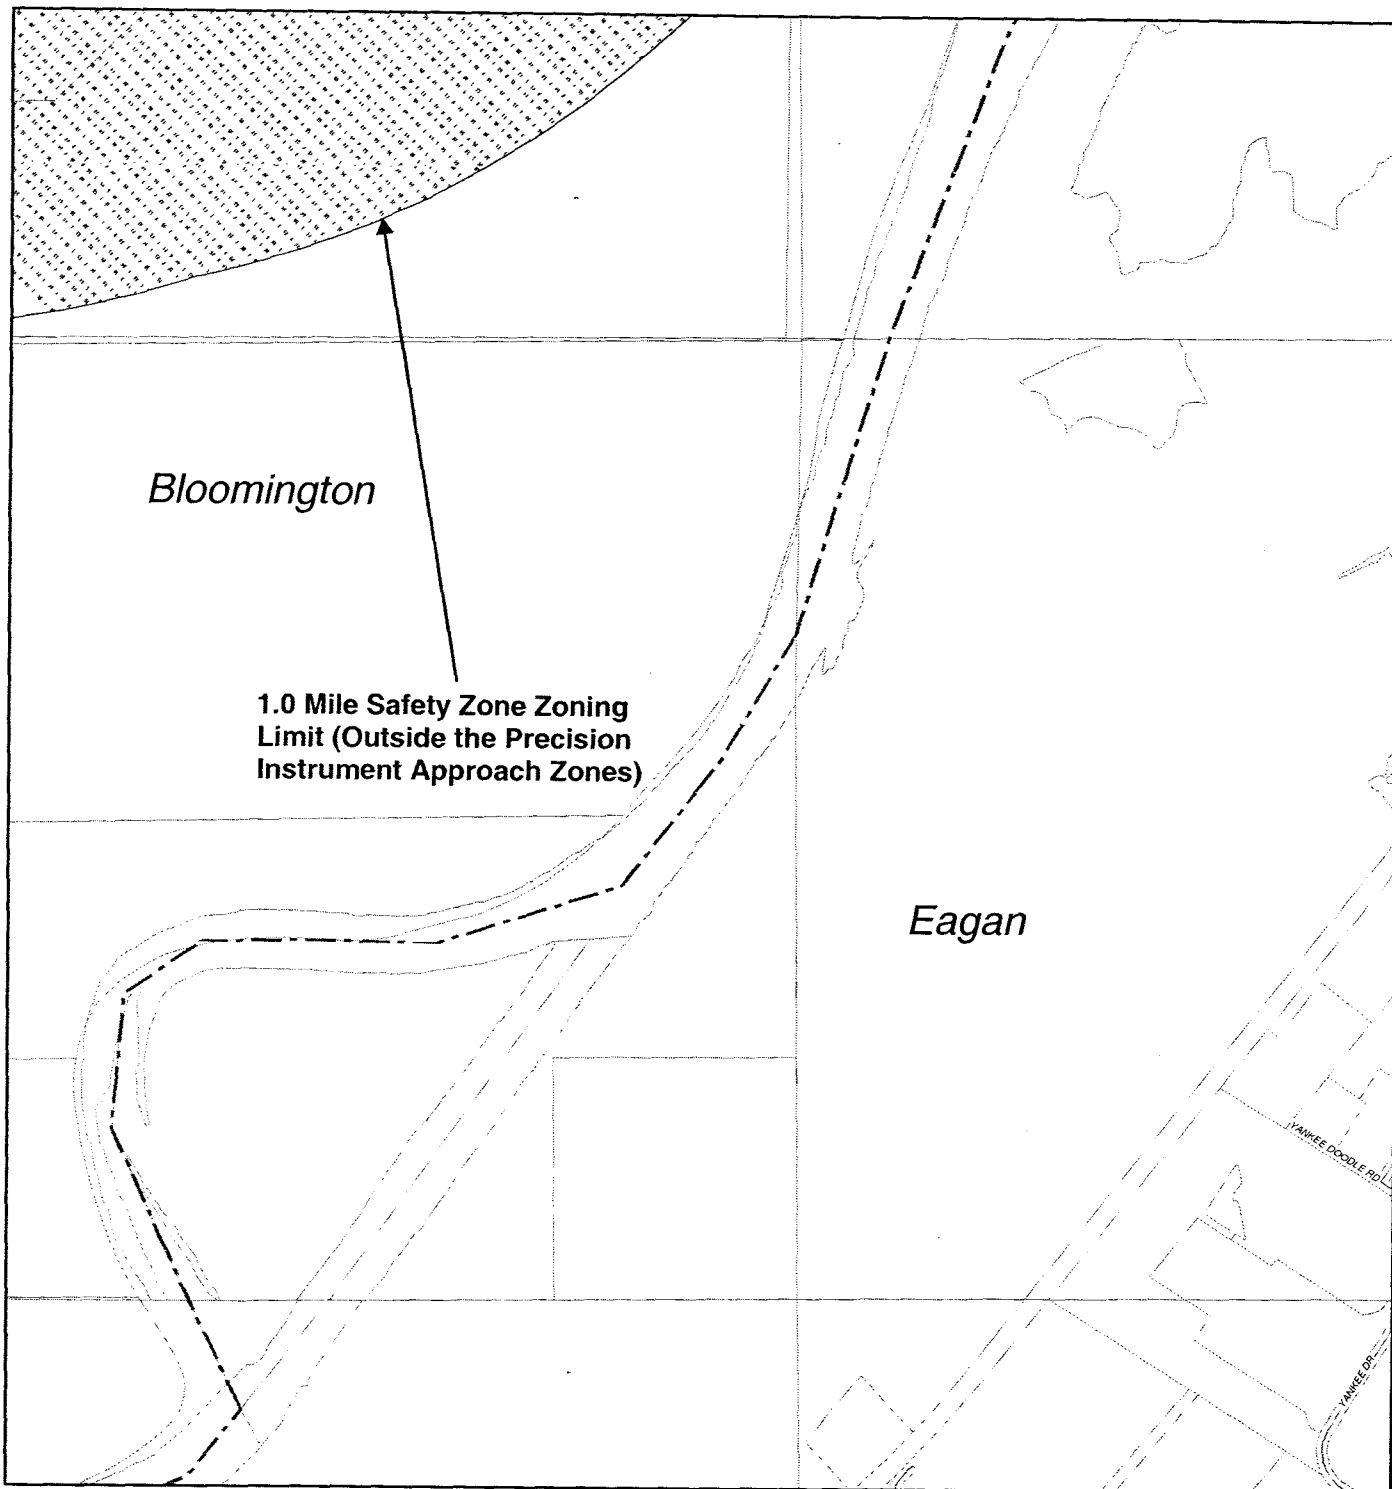 Bloomington
1.0 Mile Safety Zone Zoning
Limit (Outside the Precision
Instrument Approach Zones)
Eagan
YANKEE DOODLE RD
YANKEE DR